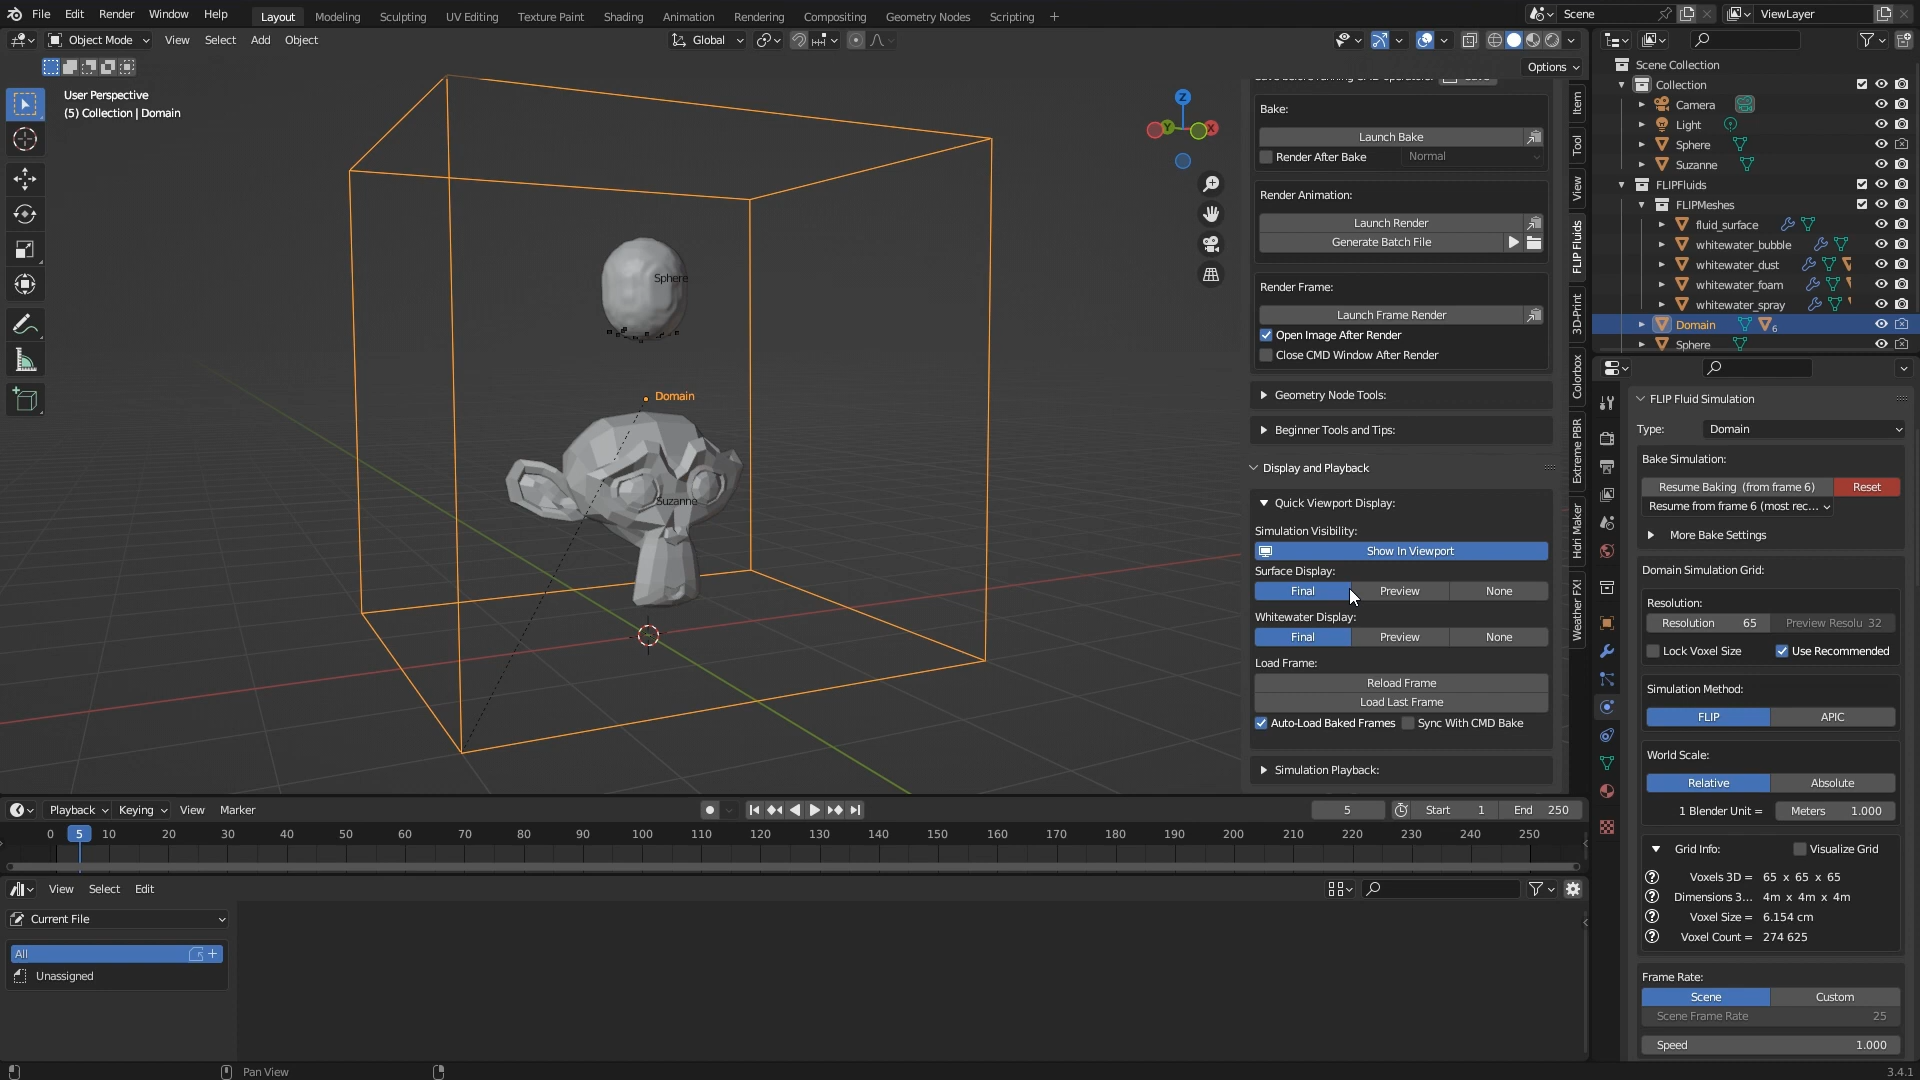 File Edit Render Window Help Layout Modeling Sculpting UV Editing Texture Paint Shading Animation Rendering Compositing Geometry Nodes Scripting + Scene ViewLayer
Object Mode View Select Add Object Global
Options
User Perspective
(5) Collection | Domain
Z
Y
X
Sphere
Domain
Suzanne
Bake:
Launch Bake
Render After Bake Normal
Render Animation:
Launch Render
Generate Batch File
Render Frame:
Launch Frame Render
Open Image After Render
Close CMD Window After Render
Geometry Node Tools:
Beginner Tools and Tips:
Display and Playback
Quick Viewport Display:
Simulation Visibility:
Show In Viewport
Surface Display:
Final Preview None
Whitewater Display:
Final Preview None
Load Frame:
Reload Frame
Load Last Frame
Auto-Load Baked Frames Sync With CMD Bake
Simulation Playback:
Item
Tool
View
FLIP Fluids
3D-Print
Colorbox
Extreme PBR
Hdri Maker
Weather FX!
Scene Collection
Collection
Camera
Light
Sphere
Suzanne
FLIPFluids
FLIPMeshes
fluid_surface
whitewater_bubble
whitewater_dust
whitewater_foam
whitewater_spray
Domain 6
Sphere
FLIP Fluid Simulation
Type: Domain
Bake Simulation:
Resume Baking (from frame 6) Reset
Resume from frame 6 (most rec...
More Bake Settings
Domain Simulation Grid:
Resolution:
Resolution 65 Preview Resolu 32
Lock Voxel Size Use Recommended
Simulation Method:
FLIP APIC
World Scale:
Relative Absolute
1 Blender Unit = Meters 1.000
Grid Info: Visualize Grid
Voxels 3D = 65 x 65 x 65
Dimensions 3... 4m x 4m x 4m
Voxel Size = 6.154 cm
Voxel Count = 274 625
Frame Rate:
Scene Custom
Scene Frame Rate 25
Speed 1.000
Playback Keying View Marker 5 Start 1 End 250
0 5 10 20 30 40 50 60 70 80 90 100 110 120 130 140 150 160 170 180 190 200 210 220 230 240 250
View Select Edit
Current File
All
Unassigned
Pan View
3.4.1